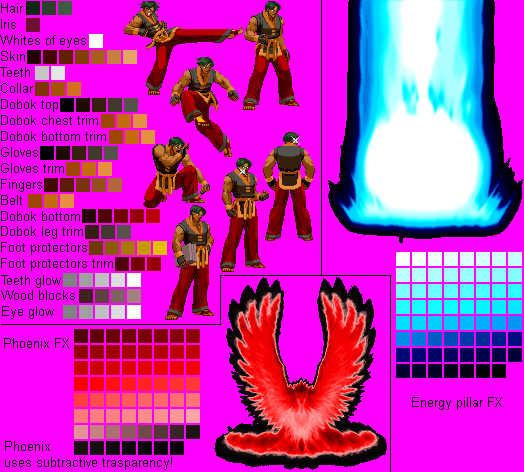 Hair
Iris
Whites of eyes
Skin
Teeth
Collar
Dobok top
Dobok chest trim
Dobok bottom trim
Gloves
Gloves trim
Fingers
Belt
Dobok bottom
Dobok leg trim
Foot protectors
Foot protectors trim
Teeth glow
Wood blocks
Eye glow
Phoenix FX
Phoenix
uses subtractive trasparency!
Energy pillar FX